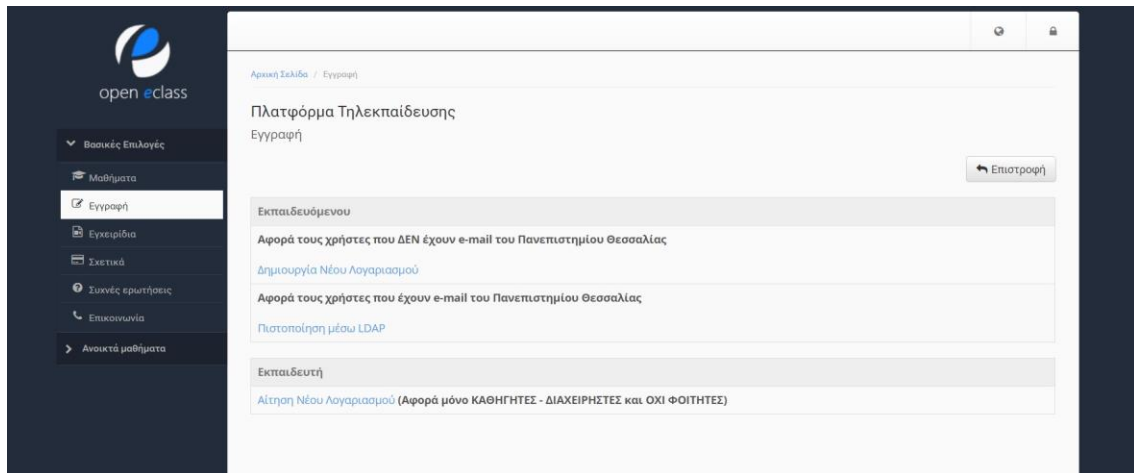 open eclass
Βασικές Επιλογές
Μαθήματα
Εγγραφή
Εγχειρίδια
Σχετικά
Συχνές ερωτήσεις
Επικοινωνία
Ανοικτά μαθήματα
Αρχική Σελίδα / Εγγραφή
Πλατφόρμα Τηλεκπαίδευσης
Εγγραφή
Επιστροφή
Εκπαιδευόμενου
Αφορά τους χρήστες που ΔΕΝ έχουν e-mail του Πανεπιστημίου Θεσσαλίας
Δημιουργία Νέου Λογαριασμού
Αφορά τους χρήστες που έχουν e-mail του Πανεπιστημίου Θεσσαλίας
Πιστοποίηση μέσω LDAP
Εκπαιδευτή
Αίτηση Νέου Λογαριασμού (Αφορά μόνο ΚΑΘΗΓΗΤΕΣ - ΔΙΑΧΕΙΡΗΣΤΕΣ και ΟΧΙ ΦΟΙΤΗΤΕΣ)